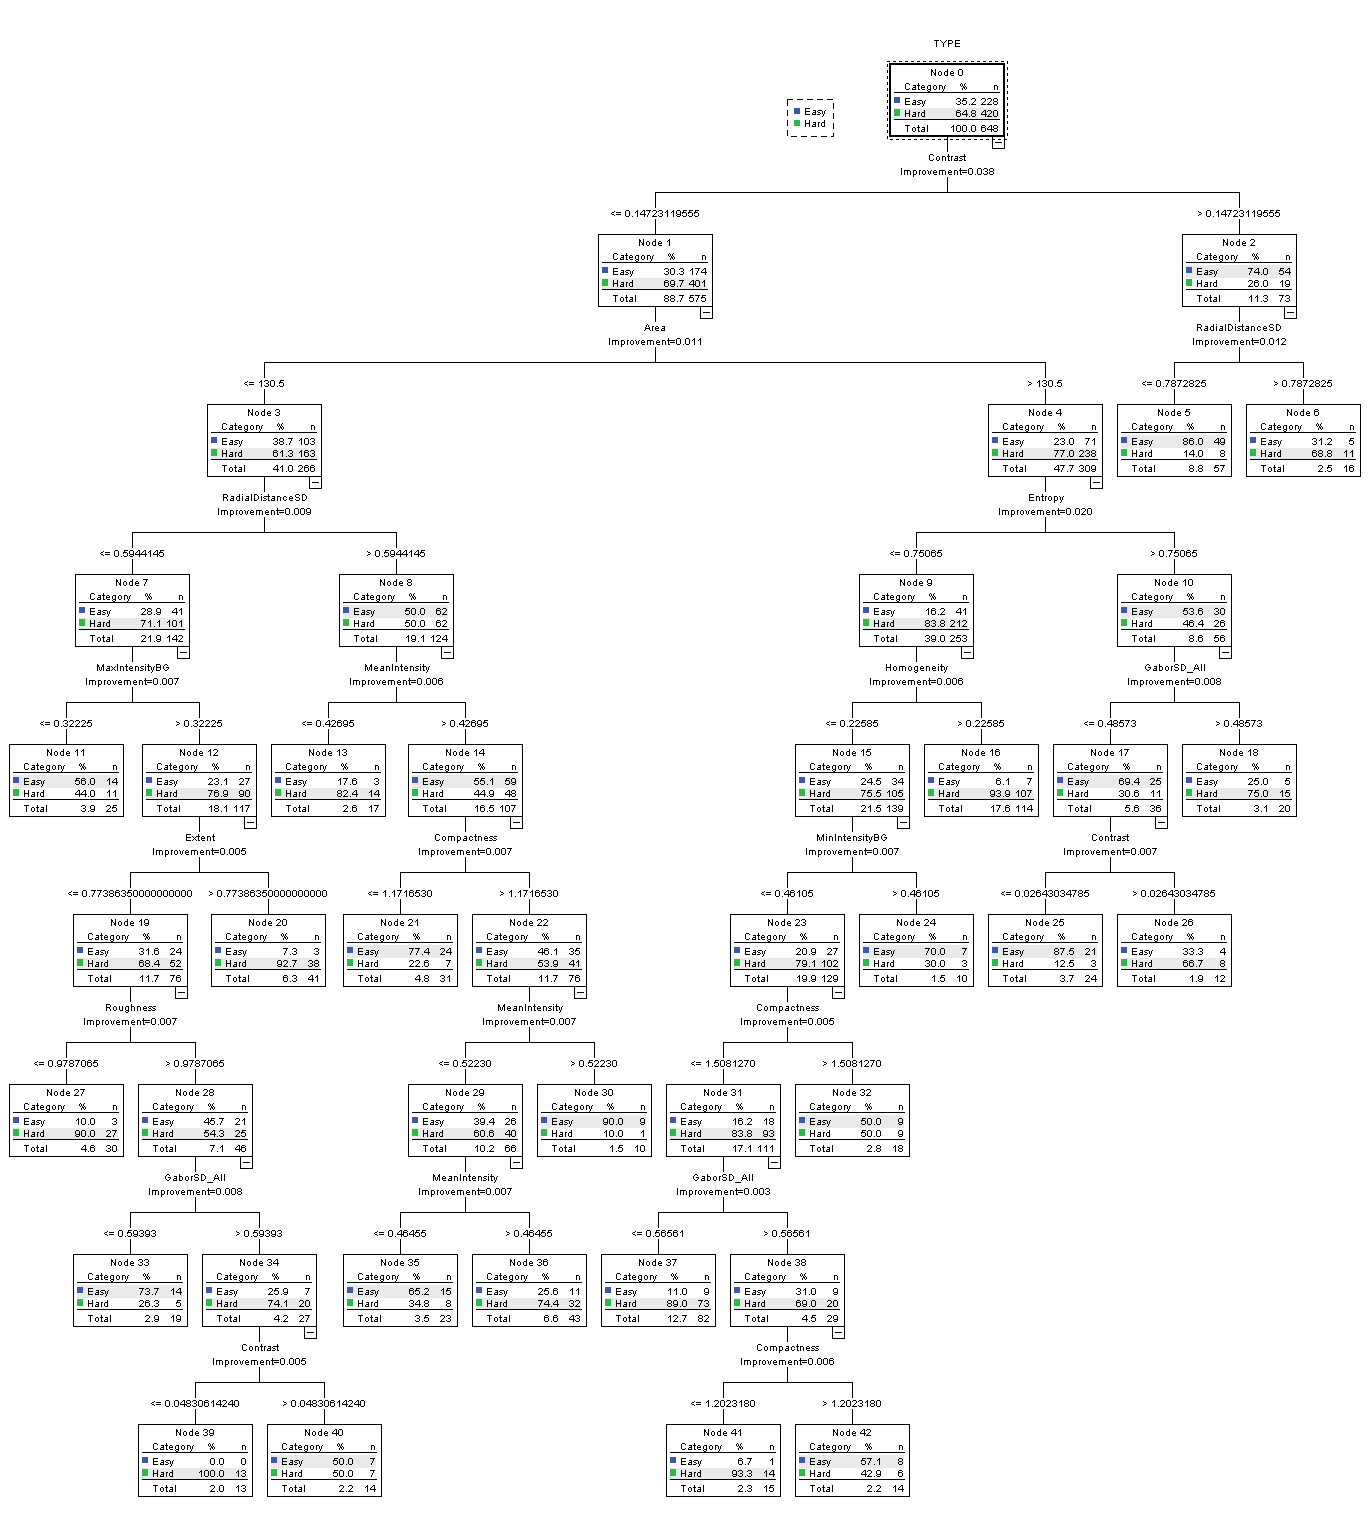 TYPE
Easy
Hard
Node 0
Category % n
Easy 35.2 228
Hard 64.8 420
Total 100.0 648
Contrast
Improvement=0.038
<= 0.14723119555
> 0.14723119555
Node 1
Category % n
Easy 30.3 174
Hard 69.7 401
Total 88.7 575
Area
Improvement=0.011
Node 2
Category % n
Easy 74.0 54
Hard 26.0 19
Total 11.3 73
RadialDistanceSD
Improvement=0.012
<= 130.5
> 130.5
<= 0.7872825
> 0.7872825
Node 3
Category % n
Easy 38.7 103
Hard 61.3 163
Total 41.0 266
RadialDistanceSD
Improvement=0.009
Node 4
Category % n
Easy 23.0 71
Hard 77.0 238
Total 47.7 309
Entropy
Improvement=0.020
Node 5
Category % n
Easy 86.0 49
Hard 14.0 8
Total 8.8 57
Node 6
Category % n
Easy 31.2 5
Hard 68.8 11
Total 2.5 16
<= 0.5944145
> 0.5944145
<= 0.75065
> 0.75065
Node 7
Category % n
Easy 28.9 41
Hard 71.1 101
Total 21.9 142
MaxIntensityBG
Improvement=0.007
Node 8
Category % n
Easy 50.0 62
Hard 50.0 62
Total 19.1 124
MeanIntensity
Improvement=0.006
Node 9
Category % n
Easy 16.2 41
Hard 83.8 212
Total 39.0 253
Homogeneity
Improvement=0.006
Node 10
Category % n
Easy 53.6 30
Hard 46.4 26
Total 8.6 56
GaborSD_All
Improvement=0.008
<= 0.32225
> 0.32225
<= 0.42695
> 0.42695
<= 0.22585
> 0.22585
<= 0.48573
> 0.48573
Node 11
Category % n
Easy 56.0 14
Hard 44.0 11
Total 3.9 25
Node 12
Category % n
Easy 23.1 27
Hard 76.9 90
Total 18.1 117
Extent
Improvement=0.005
Node 13
Category % n
Easy 17.6 3
Hard 82.4 14
Total 2.6 17
Node 14
Category % n
Easy 55.1 59
Hard 44.9 48
Total 16.5 107
Compactness
Improvement=0.007
Node 15
Category % n
Easy 24.5 34
Hard 75.5 105
Total 21.5 139
MinIntensityBG
Improvement=0.007
Node 16
Category % n
Easy 6.1 7
Hard 93.9 107
Total 17.6 114
Node 17
Category % n
Easy 69.4 25
Hard 30.6 11
Total 5.6 36
Contrast
Improvement=0.007
Node 18
Category % n
Easy 25.0 5
Hard 75.0 15
Total 3.1 20
<= 0.77386350000000000
> 0.77386350000000000
<= 1.1716530
> 1.1716530
<= 0.46105
> 0.46105
<= 0.02643034785
> 0.02643034785
Node 19
Category % n
Easy 31.6 24
Hard 68.4 52
Total 11.7 76
Roughness
Improvement=0.007
Node 20
Category % n
Easy 7.3 3
Hard 92.7 38
Total 6.3 41
Node 21
Category % n
Easy 77.4 24
Hard 22.6 7
Total 4.8 31
Node 22
Category % n
Easy 46.1 35
Hard 53.9 41
Total 11.7 76
MeanIntensity
Improvement=0.007
Node 23
Category % n
Easy 20.9 27
Hard 79.1 102
Total 19.9 129
Compactness
Improvement=0.005
Node 24
Category % n
Easy 70.0 7
Hard 30.0 3
Total 1.5 10
Node 25
Category % n
Easy 87.5 21
Hard 12.5 3
Total 3.7 24
Node 26
Category % n
Easy 33.3 4
Hard 66.7 8
Total 1.9 12
<= 0.9787065
> 0.9787065
<= 0.52230
> 0.52230
<= 1.5081270
> 1.5081270
Node 27
Category % n
Easy 10.0 3
Hard 90.0 27
Total 4.6 30
Node 28
Category % n
Easy 45.7 21
Hard 54.3 25
Total 7.1 46
GaborSD_All
Improvement=0.008
Node 29
Category % n
Easy 39.4 26
Hard 60.6 40
Total 10.2 66
MeanIntensity
Improvement=0.007
Node 30
Category % n
Easy 90.0 9
Hard 10.0 1
Total 1.5 10
Node 31
Category % n
Easy 16.2 18
Hard 83.8 93
Total 17.1 111
GaborSD_All
Improvement=0.003
Node 32
Category % n
Easy 50.0 9
Hard 50.0 9
Total 2.8 18
<= 0.59393
> 0.59393
<= 0.46455
> 0.46455
<= 0.56561
> 0.56561
Node 33
Category % n
Easy 73.7 14
Hard 26.3 5
Total 2.9 19
Node 34
Category % n
Easy 25.9 7
Hard 74.1 20
Total 4.2 27
Contrast
Improvement=0.005
Node 35
Category % n
Easy 65.2 15
Hard 34.8 8
Total 3.5 23
Node 36
Category % n
Easy 25.6 11
Hard 74.4 32
Total 6.6 43
Node 37
Category % n
Easy 11.0 9
Hard 89.0 73
Total 12.7 82
Node 38
Category % n
Easy 31.0 9
Hard 69.0 20
Total 4.5 29
Compactness
Improvement=0.006
<= 0.04830614240
> 0.04830614240
<= 1.2023180
> 1.2023180
Node 39
Category % n
Easy 0.0 0
Hard 100.0 13
Total 2.0 13
Node 40
Category % n
Easy 50.0 7
Hard 50.0 7
Total 2.2 14
Node 41
Category % n
Easy 6.7 1
Hard 93.3 14
Total 2.3 15
Node 42
Category % n
Easy 57.1 8
Hard 42.9 6
Total 2.2 14